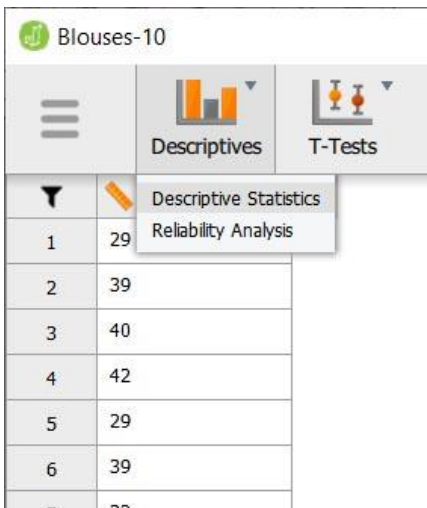 Blouses-10
Descriptives
T-Tests
Descriptive Statistics
Reliability Analysis
1 29
2 39
3 40
4 42
5 29
6 39